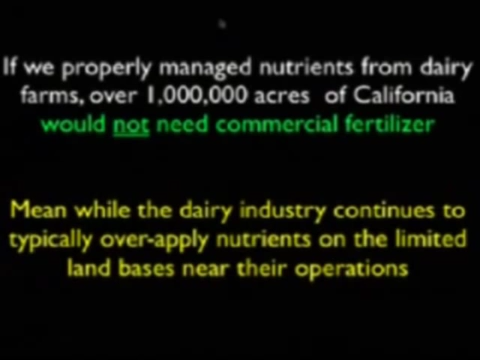 If we properly managed nutrients from dairy
farms, over 1,000,000 acres of California
would not need commercial fertilizer
Mean while the dairy industry continues to
typically over-apply nutrients on the limited
land bases near their operations